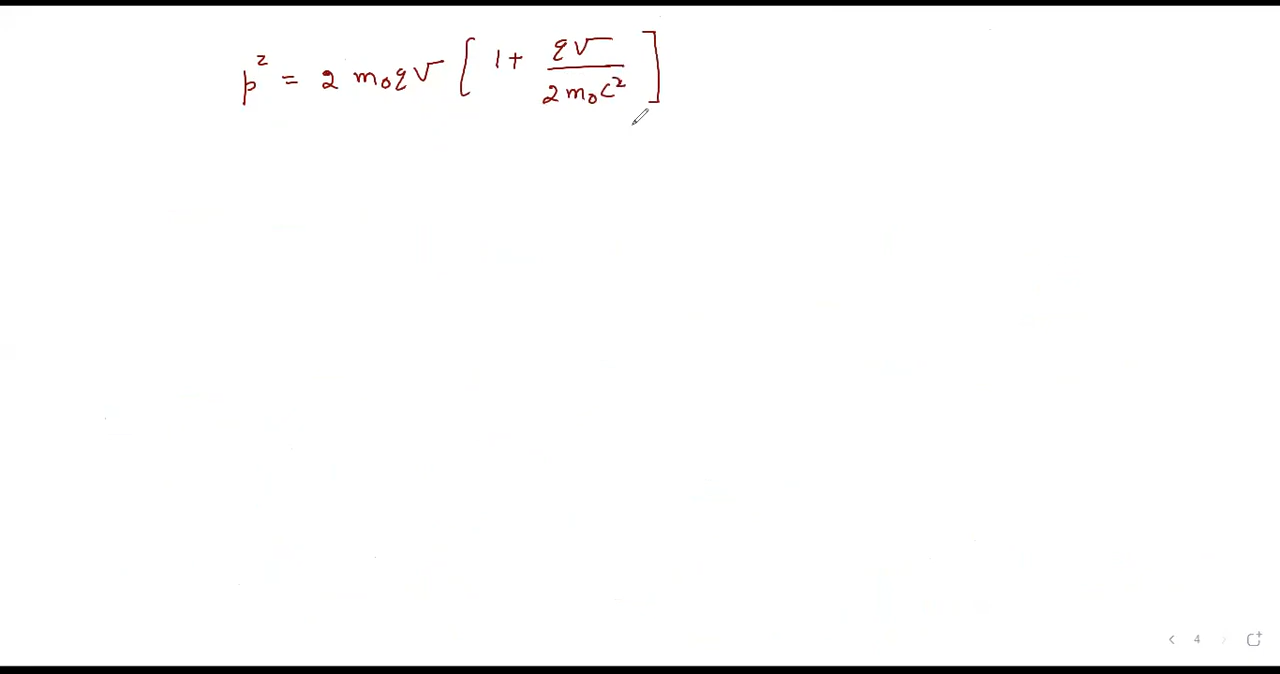 p² = 2 m₀qV [ 1 + qV / 2m₀c² ]
4